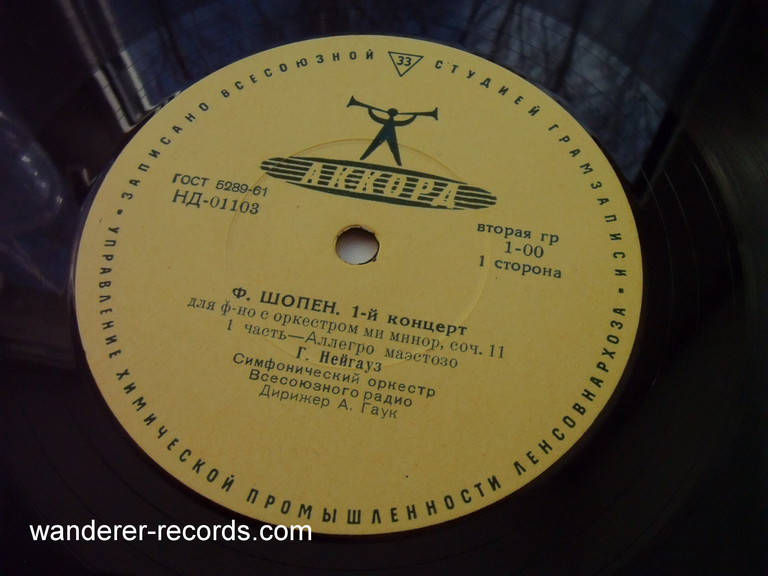 • ЗАПИСАНО ВСЕСОЮЗНОЙ 33 СТУДИЕЙ ГРАМЗАПИСИ •
АККОРД
ГОСТ 5289-61
НД-01103
вторая гр
1-00
1 сторона
Ф. ШОПЕН. 1-й концерт
для ф-но с оркестром ми минор, соч. 11
1 часть—Аллегро маэстозо
Г. Нейгауз
Симфонический оркестр
Всесоюзного радио
Дирижер А. Гаук
УПРАВЛЕНИЕ ХИМИЧЕСКОЙ ПРОМЫШЛЕННОСТИ ЛЕНСОВНАРХОЗА
wanderer-records.com